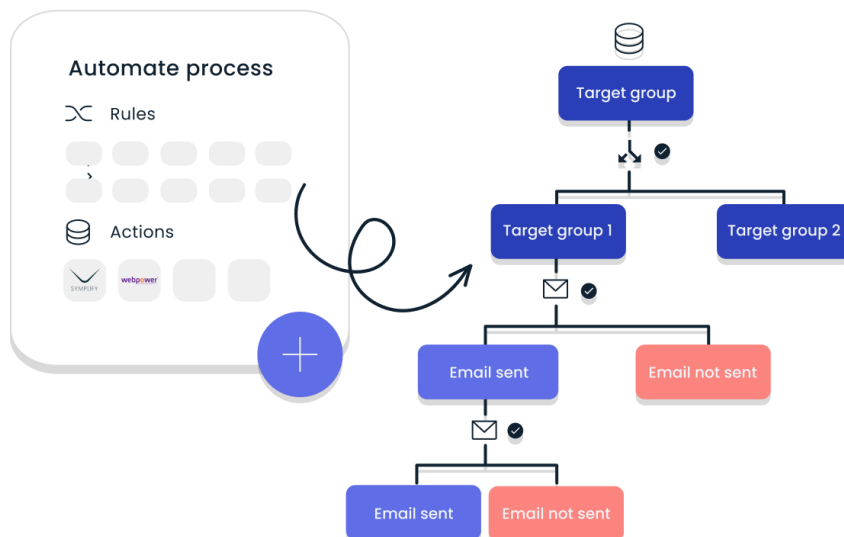 Automate process
Rules
Actions
SYMPLIFY
webpower
Target group
Target group 1
Target group 2
Email sent
Email not sent
Email sent
Email not sent